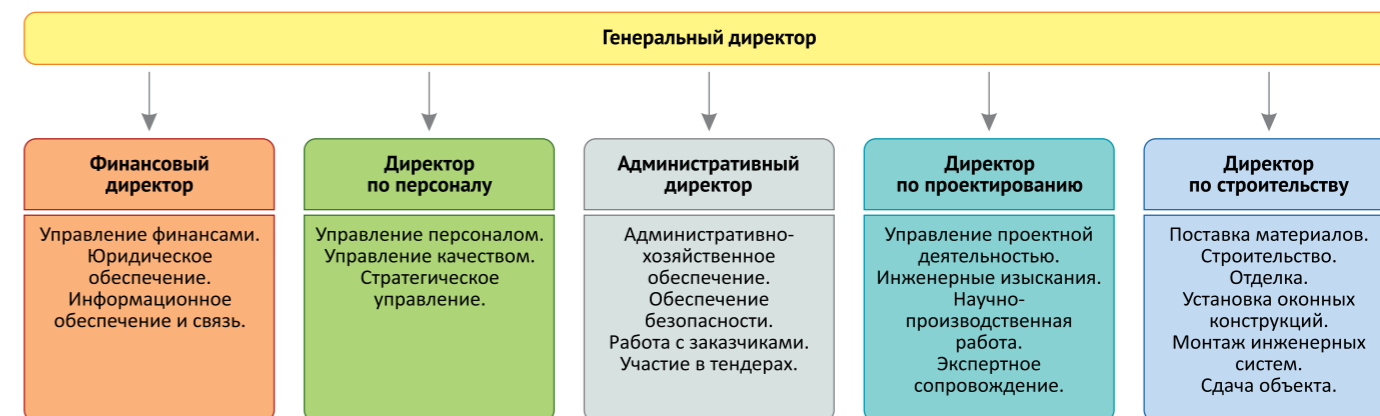 Генеральный директор
Финансовый
директор
Управление финансами.
Юридическое
обеспечение.
Информационное
обеспечение и связь.
Директор
по персоналу
Управление персоналом.
Управление качеством.
Стратегическое
управление.
Административный
директор
Административно-
хозяйственное
обеспечение.
Обеспечение
безопасности.
Работа с заказчиками.
Участие в тендерах.
Директор
по проектированию
Управление проектной
деятельностью.
Инженерные изыскания.
Научно-
производственная
работа.
Экспертное
сопровождение.
Директор
по строительству
Поставка материалов.
Строительство.
Отделка.
Установка оконных
конструкций.
Монтаж инженерных
систем.
Сдача объекта.